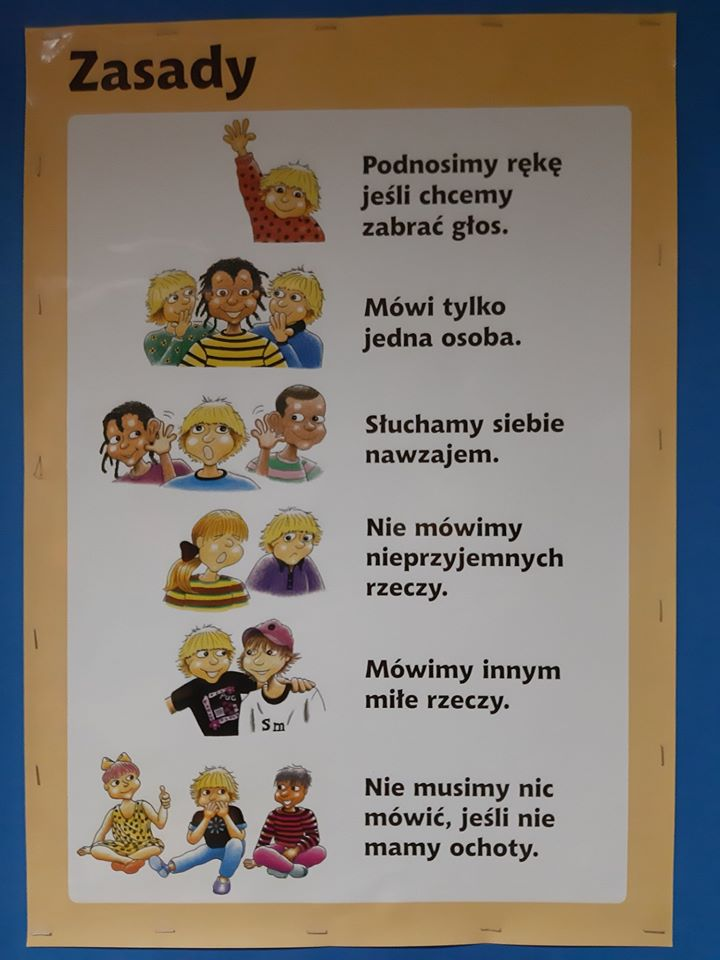 Zasady
Podnosimy rękę
jeśli chcemy
zabrać głos.
Mówi tylko
jedna osoba.
Słuchamy siebie
nawzajem.
Nie mówimy
nieprzyjemnych
rzeczy.
Mówimy innym
miłe rzeczy.
Sm
Nie musimy nic
mówić, jeśli nie
mamy ochoty.